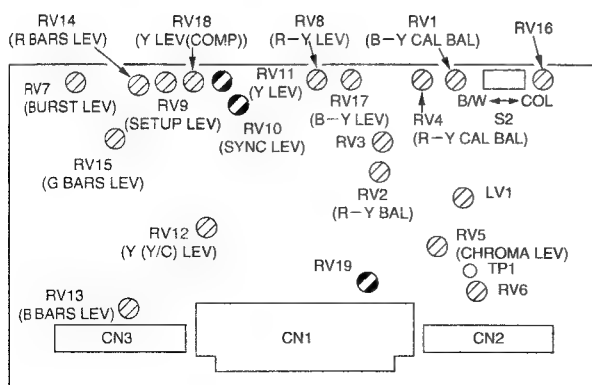 RV14
(R BARS LEV)
RV18
(Y LEV(COMP))
RV8
(R−Y LEV)
RV1
(B−Y CAL BAL)
RV16
RV7
(BURST LEV)
RV9
(SETUP LEV)
RV11
(Y LEV)
RV10
(SYNC LEV)
RV17
(B−Y LEV)
RV4
(R−Y CAL BAL)
B/W ↔ COL
S2
RV15
(G BARS LEV)
RV3
RV2
(R−Y BAL)
LV1
RV12
(Y (Y/C) LEV)
RV5
(CHROMA LEV)
TP1
RV19
RV6
RV13
(B BARS LEV)
CN3
CN1
CN2